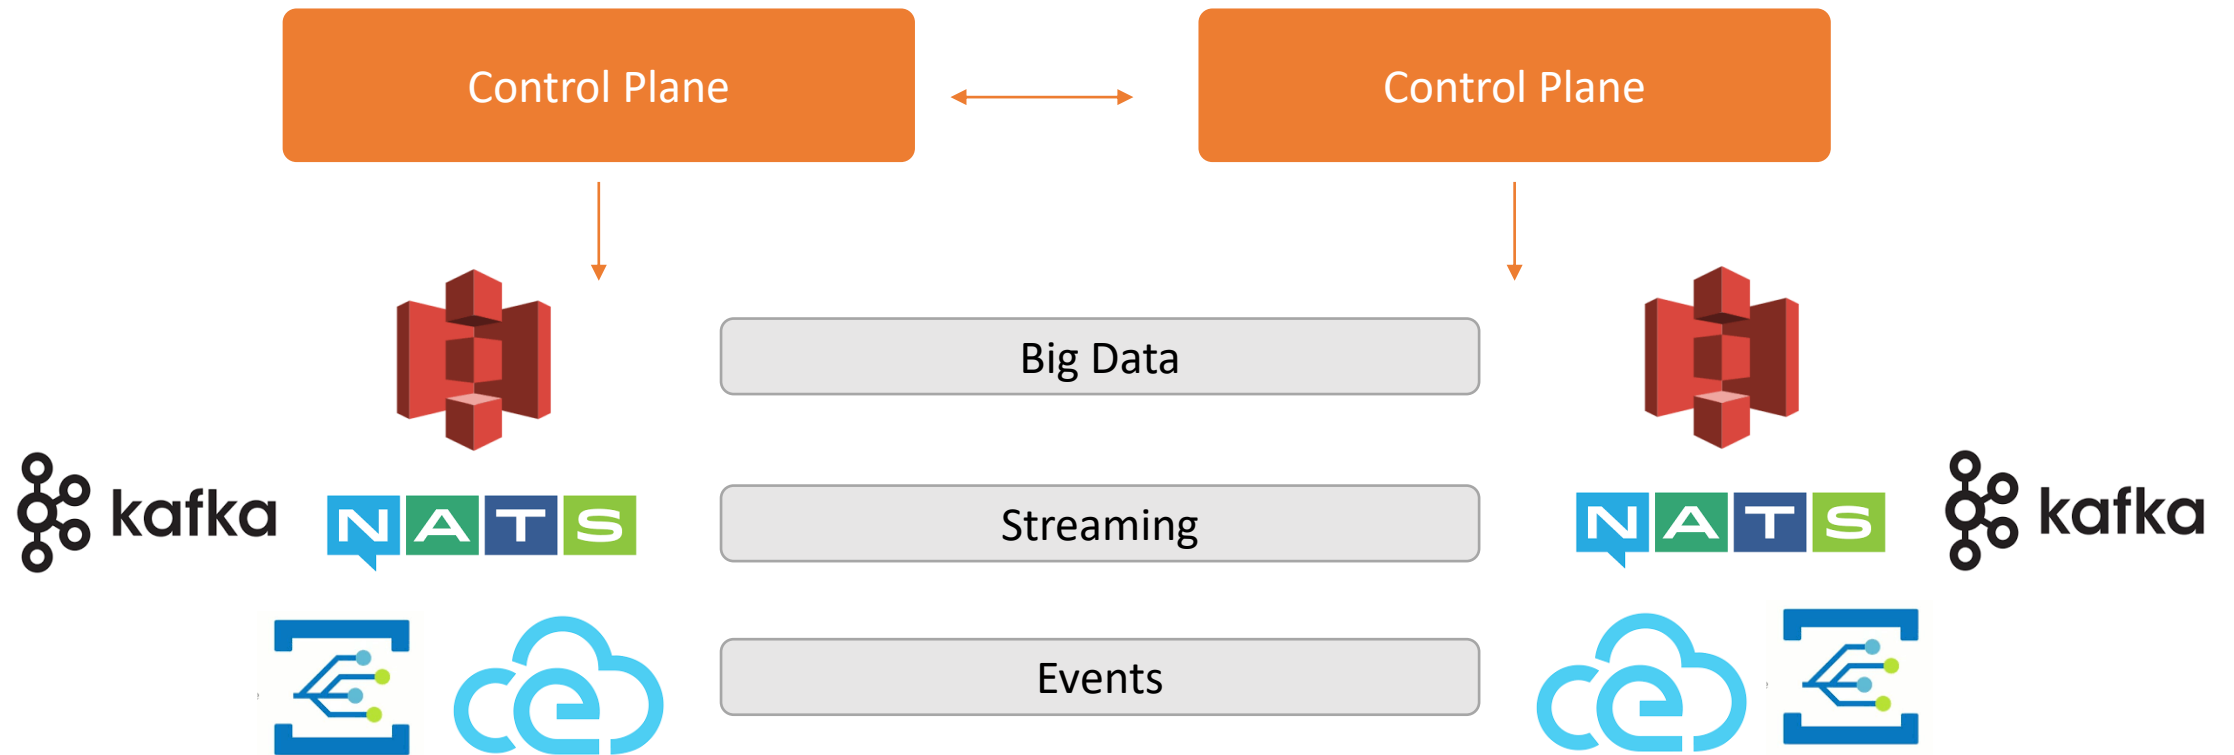 Control Plane
Control Plane
Big Data
kafka
NATS
Streaming
NATS
kafka
Events